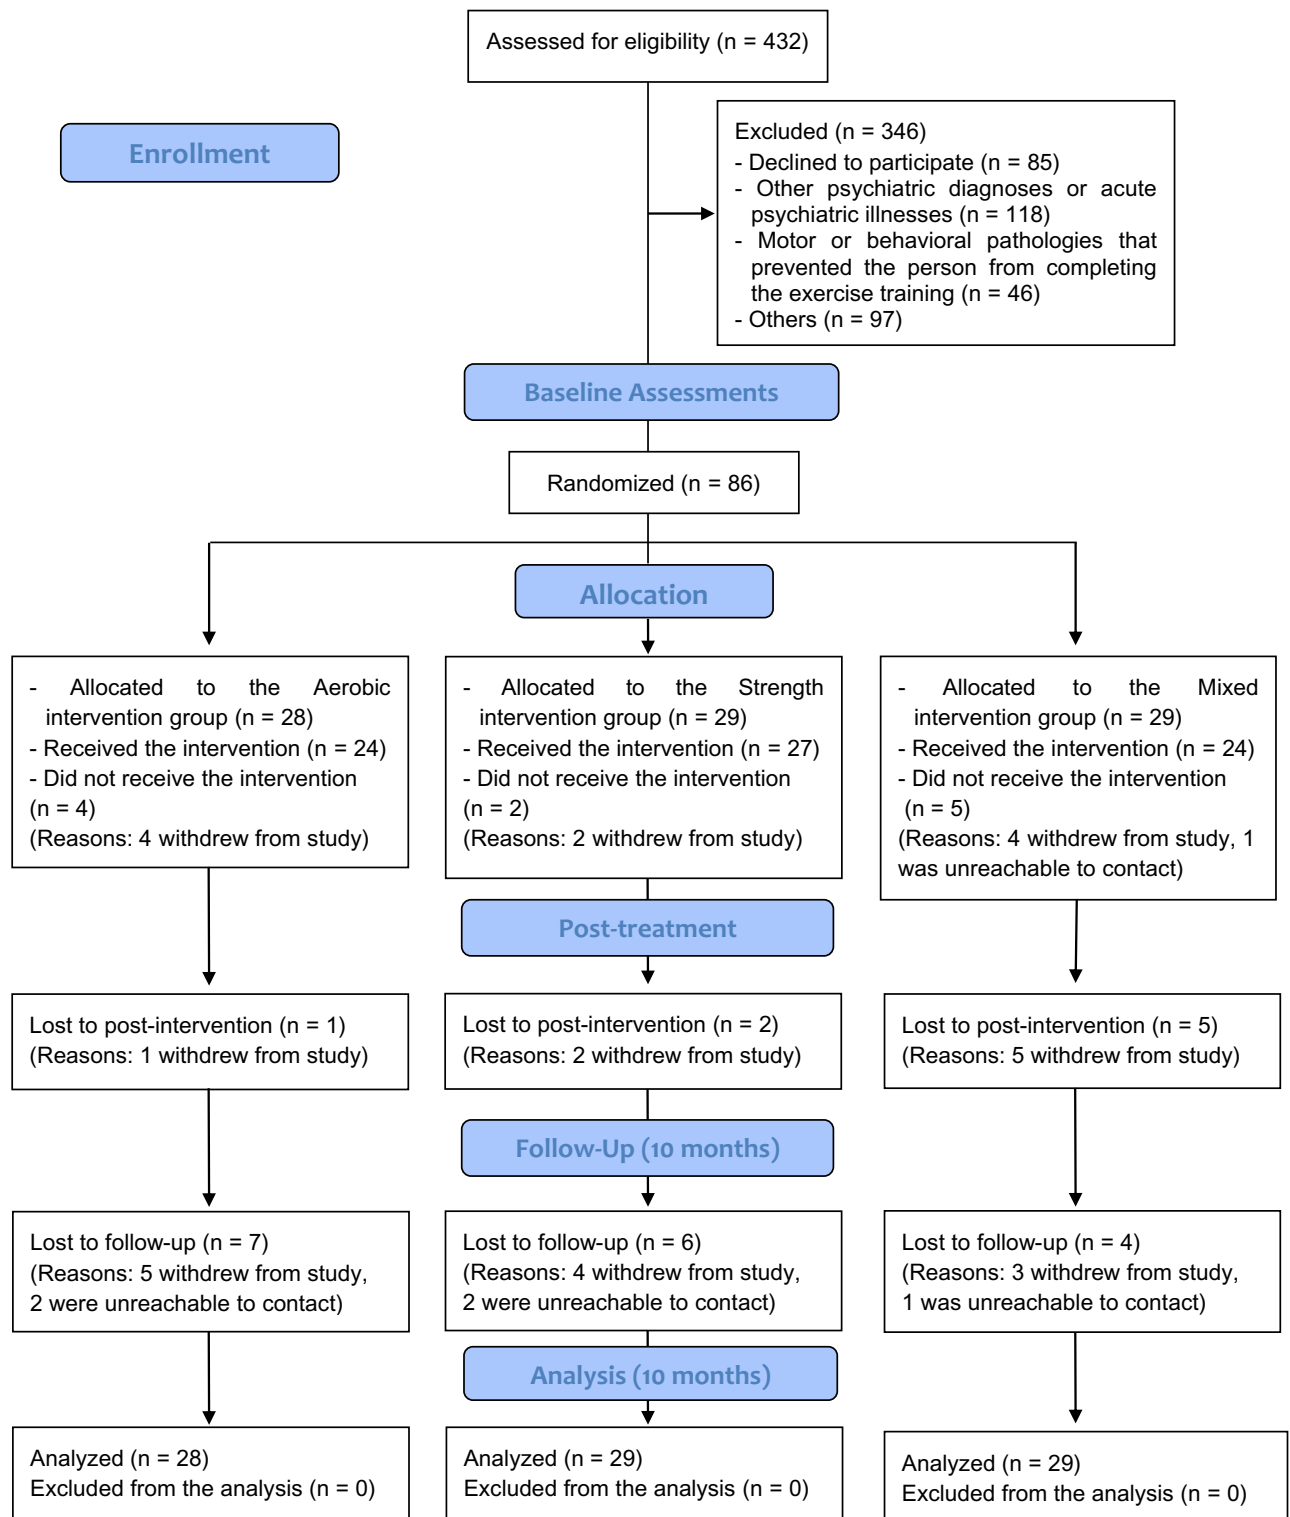 Assessed for eligibility (n = 432)
Enrollment
Excluded (n = 346)
- Declined to participate (n = 85)
- Other psychiatric diagnoses or acute
psychiatric illnesses (n = 118)
- Motor or behavioral pathologies that
prevented the person from completing
the exercise training (n = 46)
- Others (n = 97)
Baseline Assessments
Randomized (n = 86)
Allocation
- Allocated to the Aerobic
intervention group (n = 28)
- Received the intervention (n = 24)
- Did not receive the intervention
(n = 4)
(Reasons: 4 withdrew from study)
- Allocated to the Strength
intervention group (n = 29)
- Received the intervention (n = 27)
- Did not receive the intervention
(n = 2)
(Reasons: 2 withdrew from study)
- Allocated to the Mixed
intervention group (n = 29)
- Received the intervention (n = 24)
- Did not receive the intervention
(n = 5)
(Reasons: 4 withdrew from study, 1
was unreachable to contact)
Post-treatment
Lost to post-intervention (n = 1)
(Reasons: 1 withdrew from study)
Lost to post-intervention (n = 2)
(Reasons: 2 withdrew from study)
Lost to post-intervention (n = 5)
(Reasons: 5 withdrew from study)
Follow-Up (10 months)
Lost to follow-up (n = 7)
(Reasons: 5 withdrew from study,
2 were unreachable to contact)
Lost to follow-up (n = 6)
(Reasons: 4 withdrew from study,
2 were unreachable to contact)
Lost to follow-up (n = 4)
(Reasons: 3 withdrew from study,
1 was unreachable to contact)
Analysis (10 months)
Analyzed (n = 28)
Excluded from the analysis (n = 0)
Analyzed (n = 29)
Excluded from the analysis (n = 0)
Analyzed (n = 29)
Excluded from the analysis (n = 0)